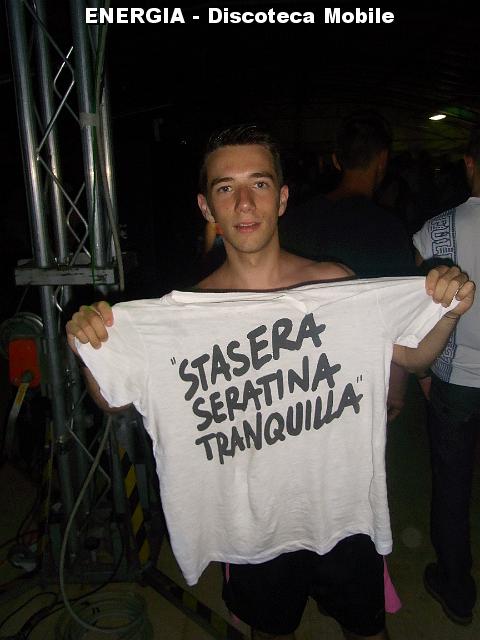 ENERGIA - Discoteca Mobile
"STASERA
SERATINA
TRANQUILLA"